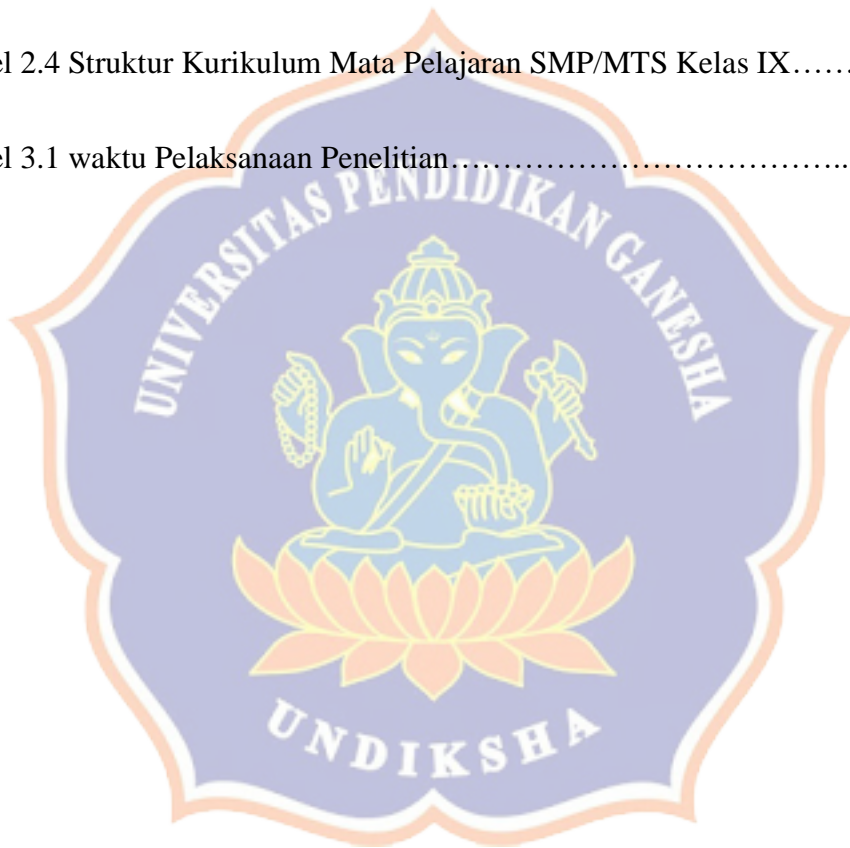 el 2.4 Struktur Kurikulum Mata Pelajaran SMP/MTS Kelas IX…….
el 3.1 waktu Pelaksanaan Penelitian………………………………..
UNIVERSITAS PENDIDIKAN GANESHA
UNDIKSHA